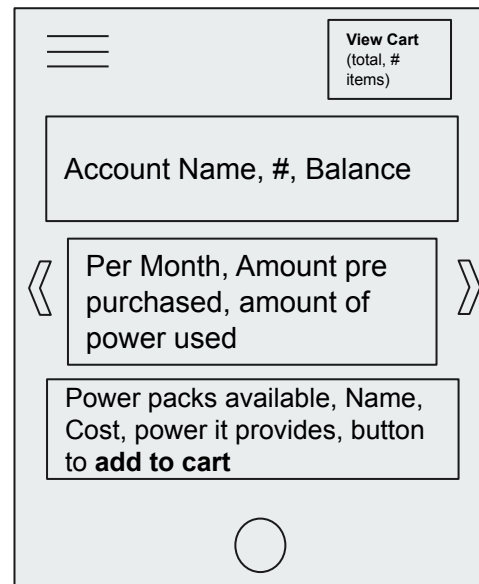 View Cart
(total, #
items)
Account Name, #, Balance
Per Month, Amount pre
purchased, amount of
power used
Power packs available, Name,
Cost, power it provides, button
to add to cart